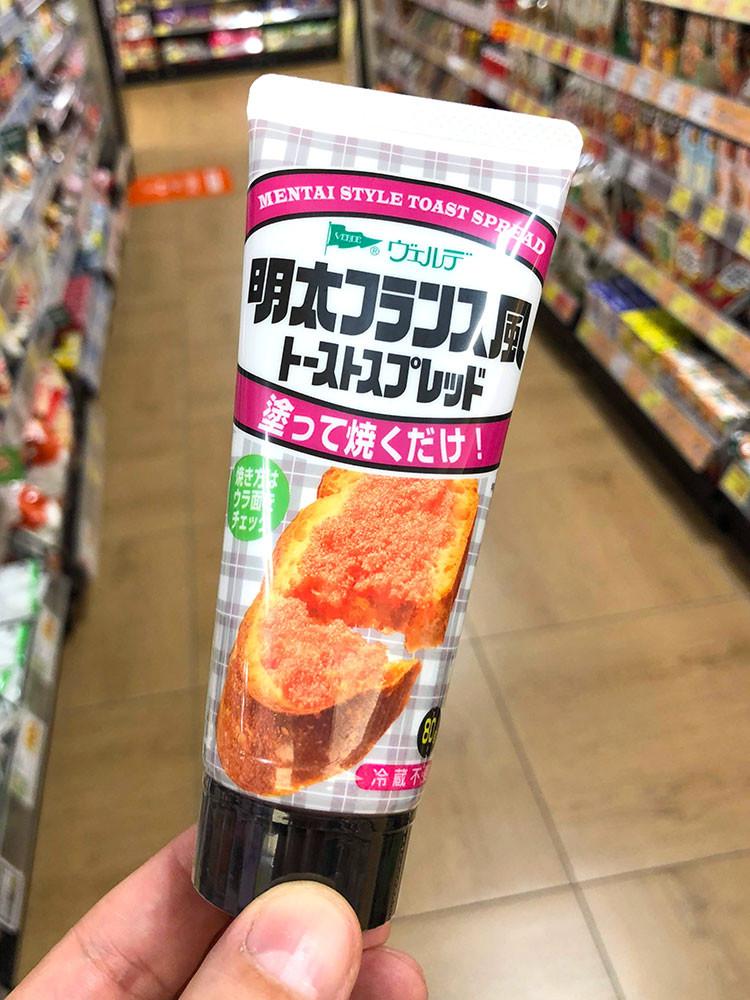 MENTAI STYLE TOAST SPREAD
VERDE
® ヴェルデ
明太フランス風
トーストスプレッド
塗って焼くだけ!
焼き方は
ウラ面を
チェック
80
冷蔵不